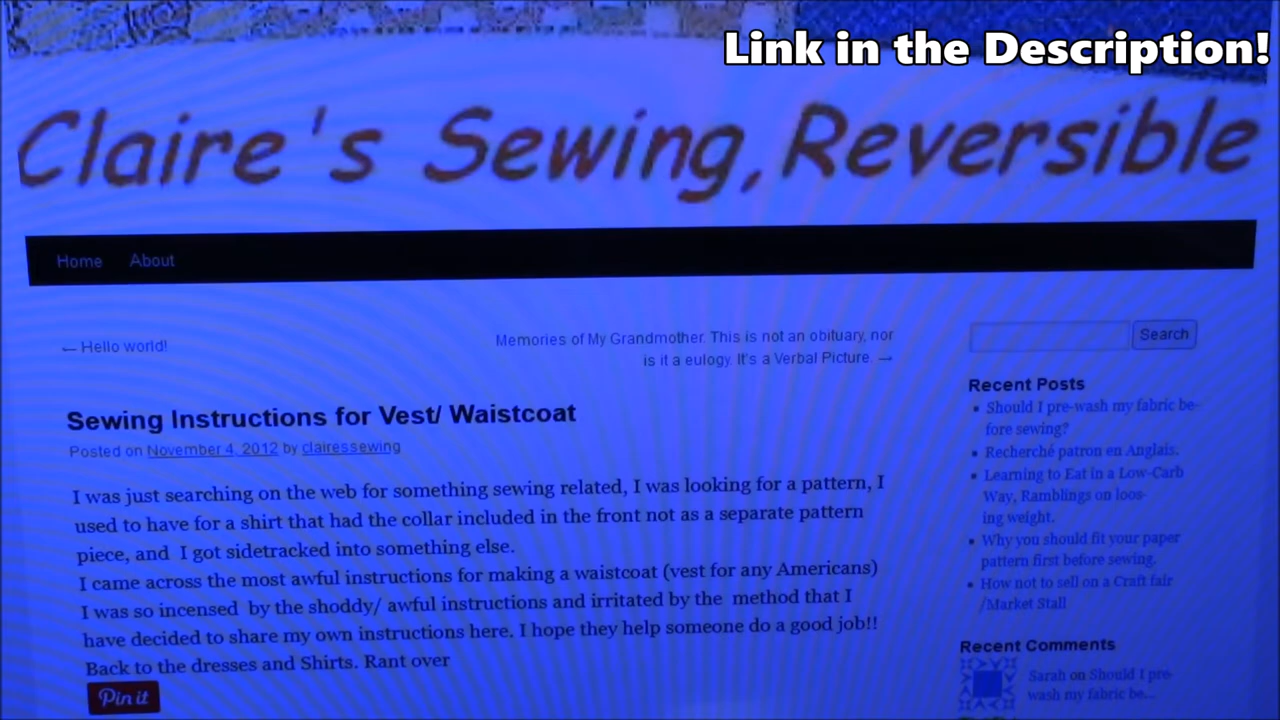 Link in the Description!
Claire's Sewing,Reversible
Home About
← Hello world!
Memories of My Grandmother. This is not an obituary, nor
is it a eulogy. It's a Verbal Picture. →
Sewing Instructions for Vest/ Waistcoat
Posted on November 4, 2012 by clairessewing
I was just searching on the web for something sewing related, I was looking for a pattern, I
used to have for a shirt that had the collar included in the front not as a separate pattern
piece, and I got sidetracked into something else.
I came across the most awful instructions for making a waistcoat (vest for any Americans)
I was so incensed by the shoddy/ awful instructions and irritated by the method that I
have decided to share my own instructions here. I hope they help someone do a good job!!
Back to the dresses and Shirts. Rant over
Pin it
Search
Recent Posts
▪ Should I pre-wash my fabric be-
fore sewing?
▪ Recherché patron en Anglais.
▪ Learning to Eat in a Low-Carb
Way, Ramblings on loos-
ing weight.
▪ Why you should fit your paper
pattern first before sewing.
▪ How not to sell on a Craft fair
/Market Stall
Recent Comments
Sarah on Should I pre-
wash my fabric be...